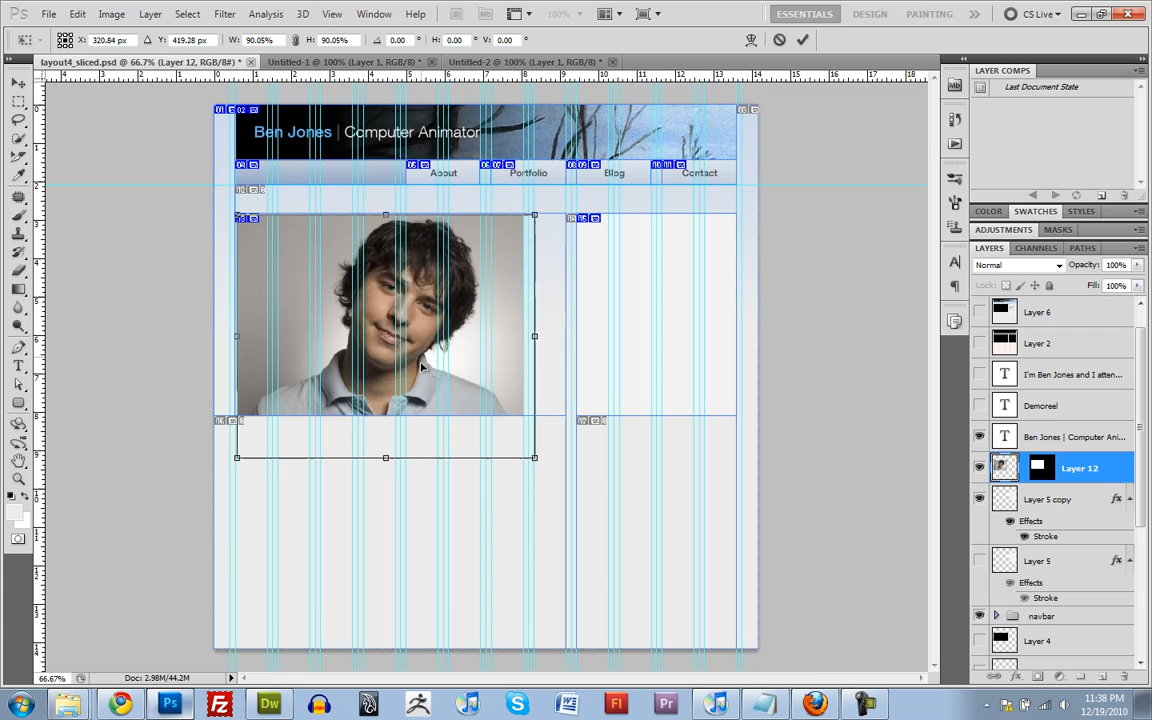 Ps
File Edit Image Layer Select Filter Analysis 3D View Window Help
Br Mb 100%
ESSENTIALS DESIGN PAINTING CS Live
X: 320.84 px Y: 419.28 px W: 90.05% H: 90.05% 0.00 H: 0.00 V: 0.00
layout4_sliced.psd @ 66.7% (Layer 12, RGB/8#) * Untitled-1 @ 100% (Layer 1, RGB/8) * Untitled-2 @ 100% (Layer 1, RGB/8) *
LAYER COMPS
Last Document State
Ben Jones | Computer Animator
About Portfolio Blog Contact
COLOR SWATCHES STYLES
ADJUSTMENTS MASKS
LAYERS CHANNELS PATHS
Normal Opacity: 100%
Lock: Fill: 100%
Layer 6
Layer 2
I'm Ben Jones and I atten...
Demoreel
Ben Jones | Computer Ani...
Layer 12
Layer 5 copy
Effects
Stroke
Layer 5
Effects
Stroke
navbar
Layer 4
66.67% Doc: 2.98M/44.2M
11:38 PM
12/19/2010